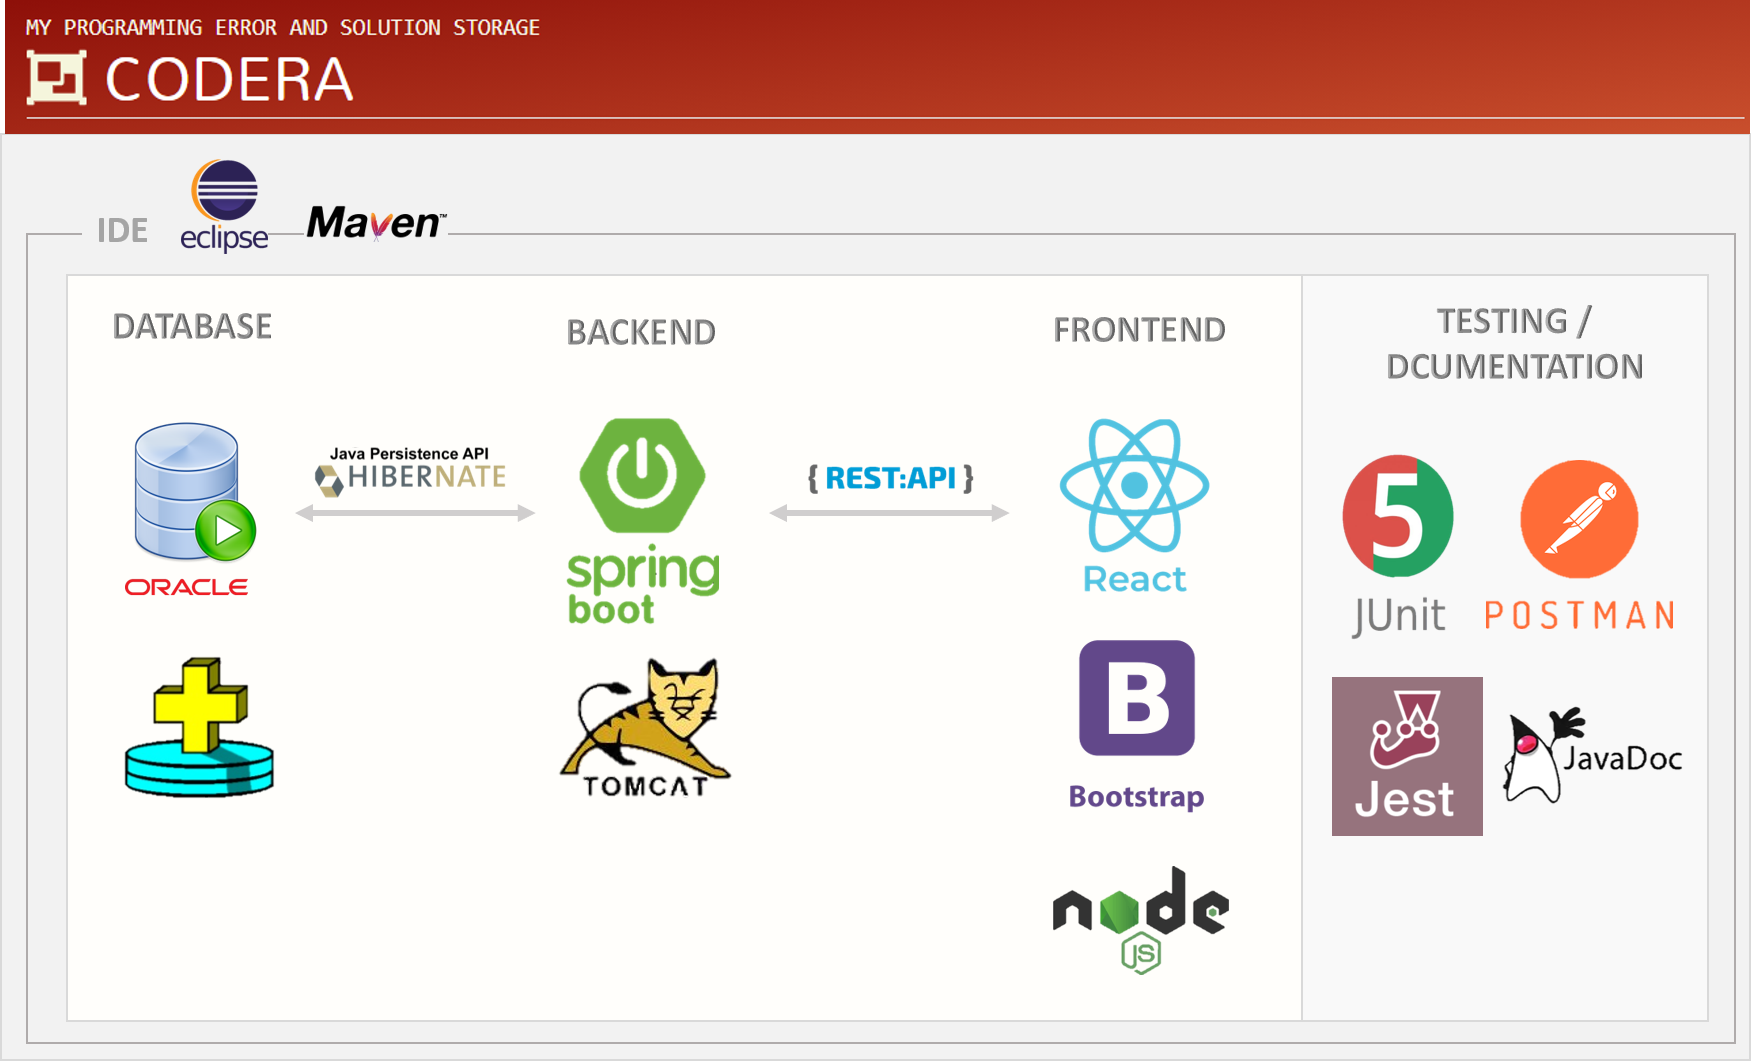 MY PROGRAMMING ERROR AND SOLUTION STORAGE
CODERA
IDE
eclipse
Maven™
DATABASE
BACKEND
FRONTEND
TESTING /
DCUMENTATION
Java Persistence API
HIBERNATE
{ REST:API }
ORACLE
spring
boot
React
5
JUnit
POSTMAN
TOMCAT
B
Bootstrap
Jest
JavaDoc
node
JS